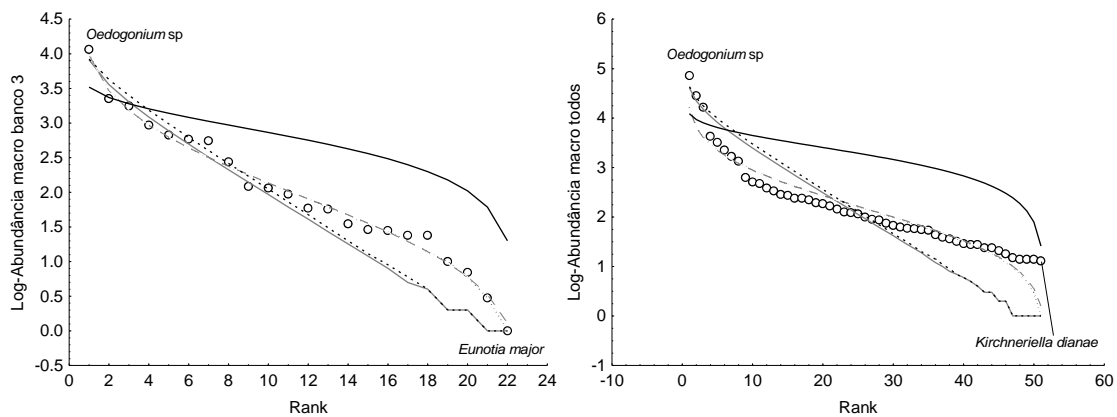 4.5
4.0
3.5
3.0
2.5
2.0
1.5
1.0
0.5
0.0
-0.5
0 2 4 6 8 10 12 14 16 18 20 22 24
Rank
Log-Abundância macro banco 3
Oedogonium sp
Eunotia major
6
5
4
3
2
1
0
-1
-10 0 10 20 30 40 50 60
Rank
Log-Abundância macro todos
Oedogonium sp
Kirchneriella dianae